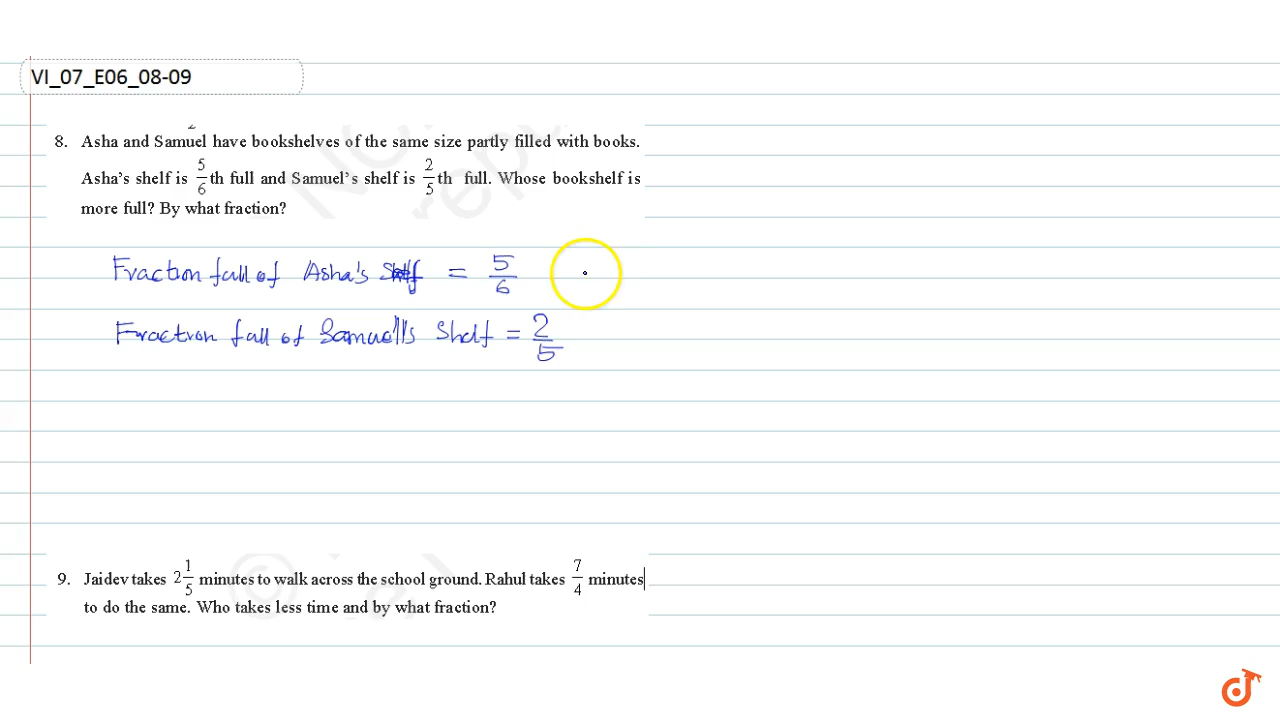 VI_07_E06_08-09
8. Asha and Samuel have bookshelves of the same size partly filled with books.
Asha's shelf is 5/6 th full and Samuel's shelf is 2/5 th full. Whose bookshelf is
more full? By what fraction?
Fraction full of Asha's Shelf = 5/6
Fraction full of Samuel's Shelf = 2/5
9. Jaidev takes 2 1/5 minutes to walk across the school ground. Rahul takes 7/4 minutes
to do the same. Who takes less time and by what fraction?